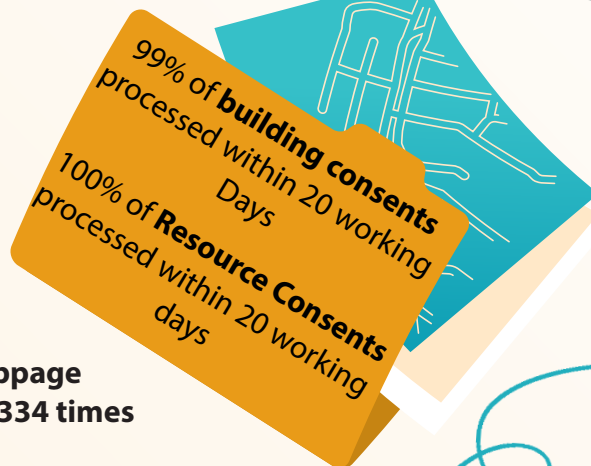 99% of building consents
processed within 20 working
Days
100% of Resource Consents
processed within 20 working
days
334 times